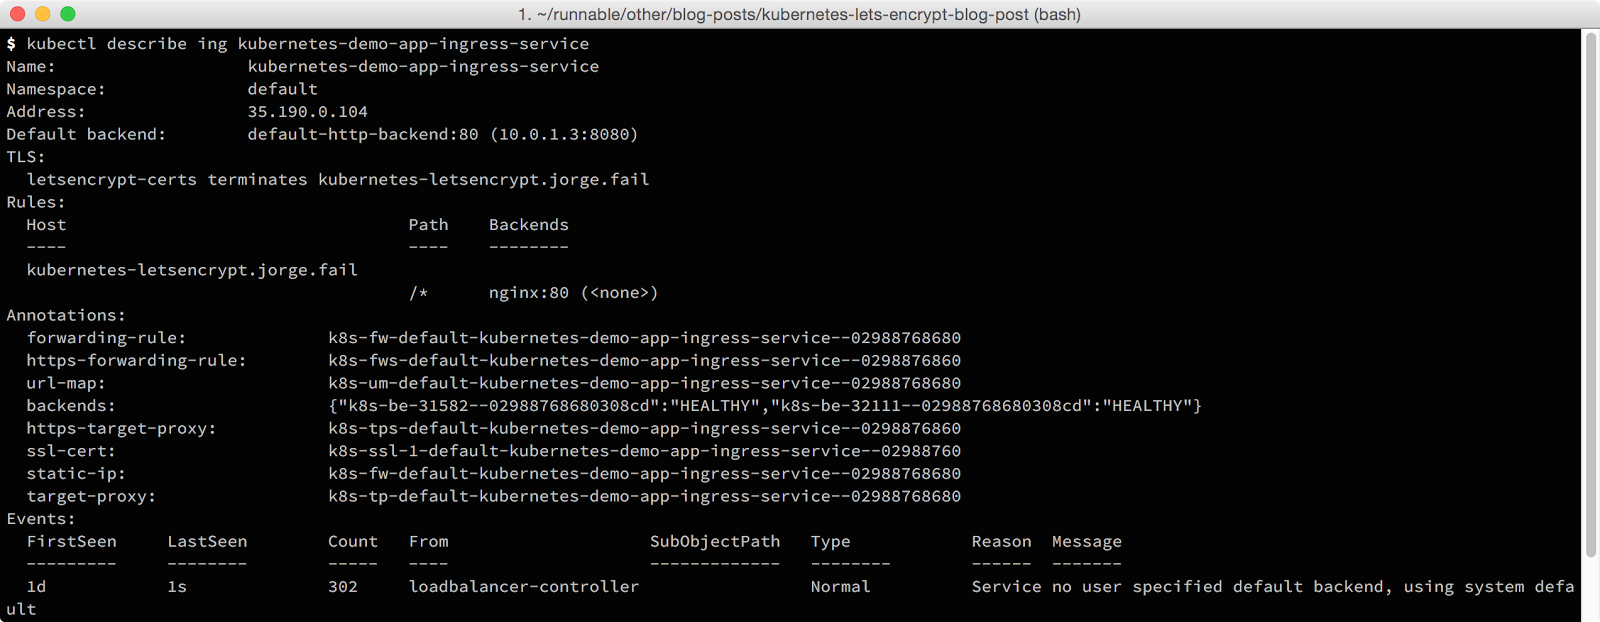 1. ~/runnable/other/blog-posts/kubernetes-lets-encrypt-blog-post (bash)
$ kubectl describe ing kubernetes-demo-app-ingress-service
Name: kubernetes-demo-app-ingress-service
Namespace: default
Address: 35.190.0.104
Default backend: default-http-backend:80 (10.0.1.3:8080)
TLS:
letsencrypt-certs terminates kubernetes-letsencrypt.jorge.fail
Rules:
Host Path Backends
---- ---- --------
kubernetes-letsencrypt.jorge.fail
/* nginx:80 (<none>)
Annotations:
forwarding-rule: k8s-fw-default-kubernetes-demo-app-ingress-service--02988768680
https-forwarding-rule: k8s-fws-default-kubernetes-demo-app-ingress-service--0298876860
url-map: k8s-um-default-kubernetes-demo-app-ingress-service--02988768680
backends: {"k8s-be-31582--02988768680308cd":"HEALTHY","k8s-be-32111--02988768680308cd":"HEALTHY"}
https-target-proxy: k8s-tps-default-kubernetes-demo-app-ingress-service--0298876860
ssl-cert: k8s-ssl-1-default-kubernetes-demo-app-ingress-service--02988760
static-ip: k8s-fw-default-kubernetes-demo-app-ingress-service--02988768680
target-proxy: k8s-tp-default-kubernetes-demo-app-ingress-service--02988768680
Events:
FirstSeen LastSeen Count From SubObjectPath Type Reason Message
--------- -------- ----- ---- ------------- -------- ------ -------
1d 1s 302 loadbalancer-controller Normal Service no user specified default backend, using system defa
ult